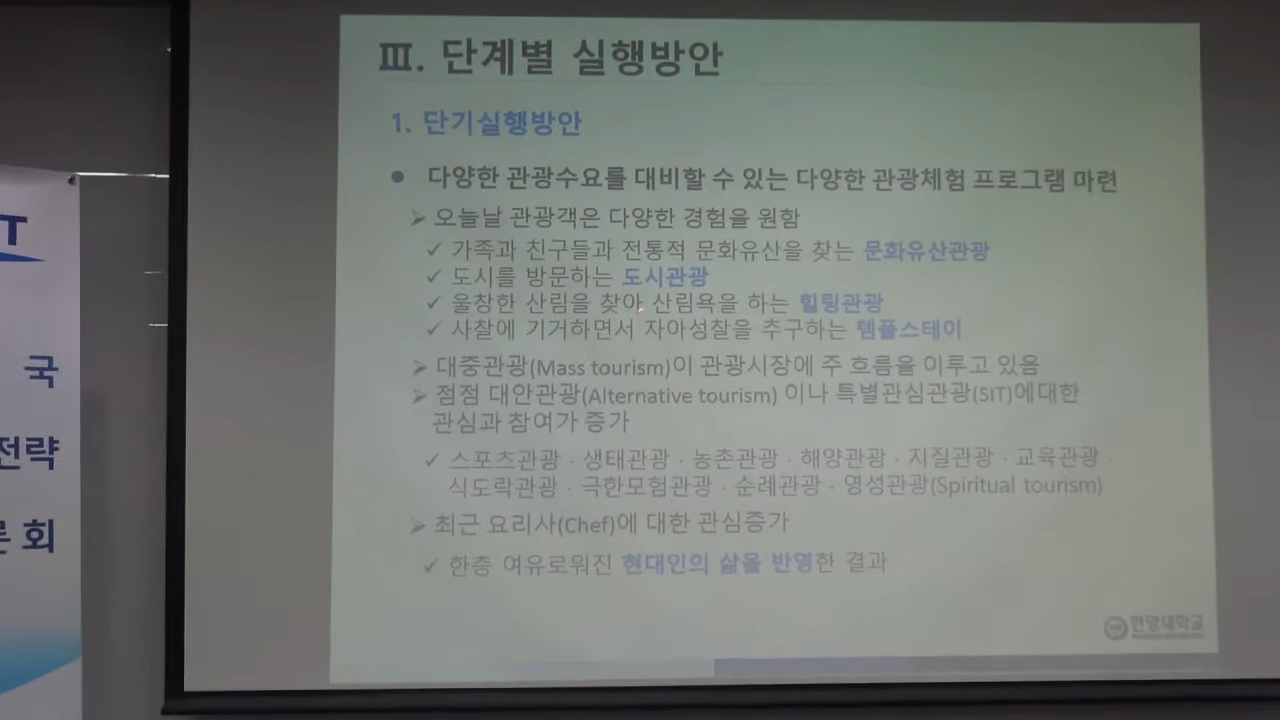 Ⅲ. 단계별 실행방안
1. 단기실행방안
● 다양한 관광수요를 대비할 수 있는 다양한 관광체험 프로그램 마련
➢ 오늘날 관광객은 다양한 경험을 원함
✓ 가족과 친구들과 전통적 문화유산을 찾는 문화유산관광
✓ 도시를 방문하는 도시관광
✓ 울창한 산림을 찾아 산림욕을 하는 힐링관광
✓ 사찰에 기거하면서 자아성찰을 추구하는 템플스테이
➢ 대중관광(Mass tourism)이 관광시장에 주 흐름을 이루고 있음
➢ 점점 대안관광(Alternative tourism) 이나 특별관심관광(SIT)에대한
관심과 참여가 증가
✓ 스포츠관광 · 생태관광 · 농촌관광 · 해양관광 · 지질관광 · 교육관광 ·
식도락관광 · 극한모험관광 · 순례관광 - 영성관광(Spiritual tourism)
➢ 최근 요리사(Chef)에 대한 관심증가
✓ 한층 여유로워진 현대인의 삶을 반영한 결과
T
국
전략
회